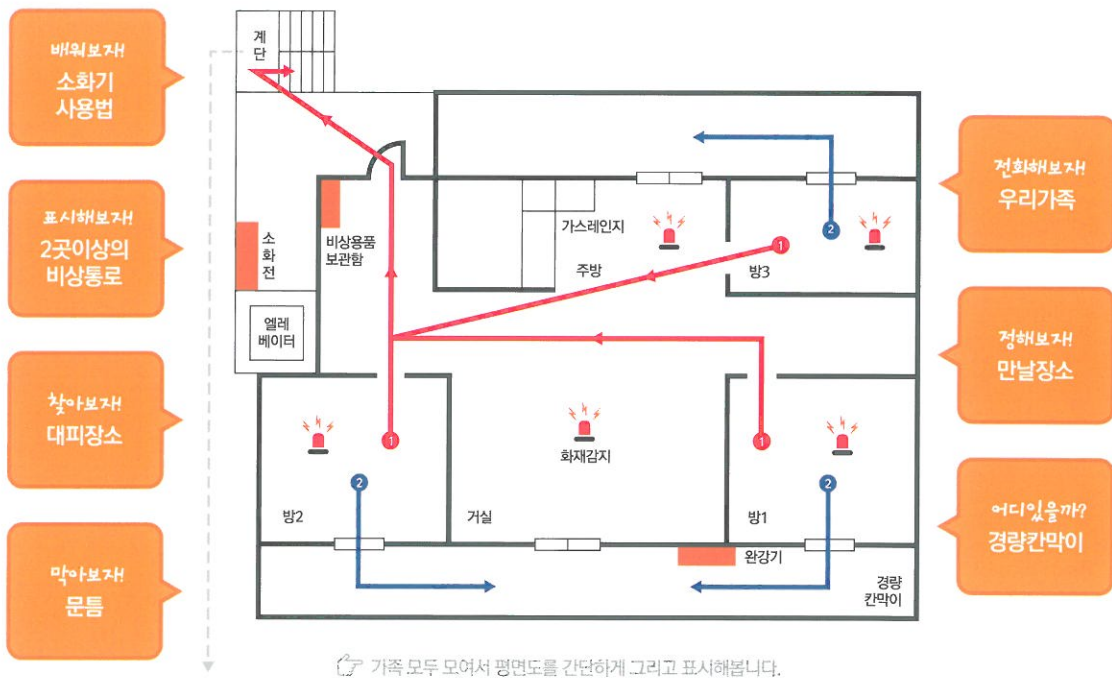 배워보자!
소화기
사용법
표시해보자!
2곳이상의
비상통로
찾아보자!
대피장소
막아보자!
문틈
계
단
소
화
전
엘레
베이터
비상용품
보관함
가스레인지
주방
방3
1
2
1
화재감지
1
방2
2
거실
방1
2
완강기
경량
칸막이
전화해보자!
우리가족
정해보자!
만날장소
어디있을까?
경량칸막이
가족 모두 모여서 평면도를 간단하게 그리고 표시해봅니다.